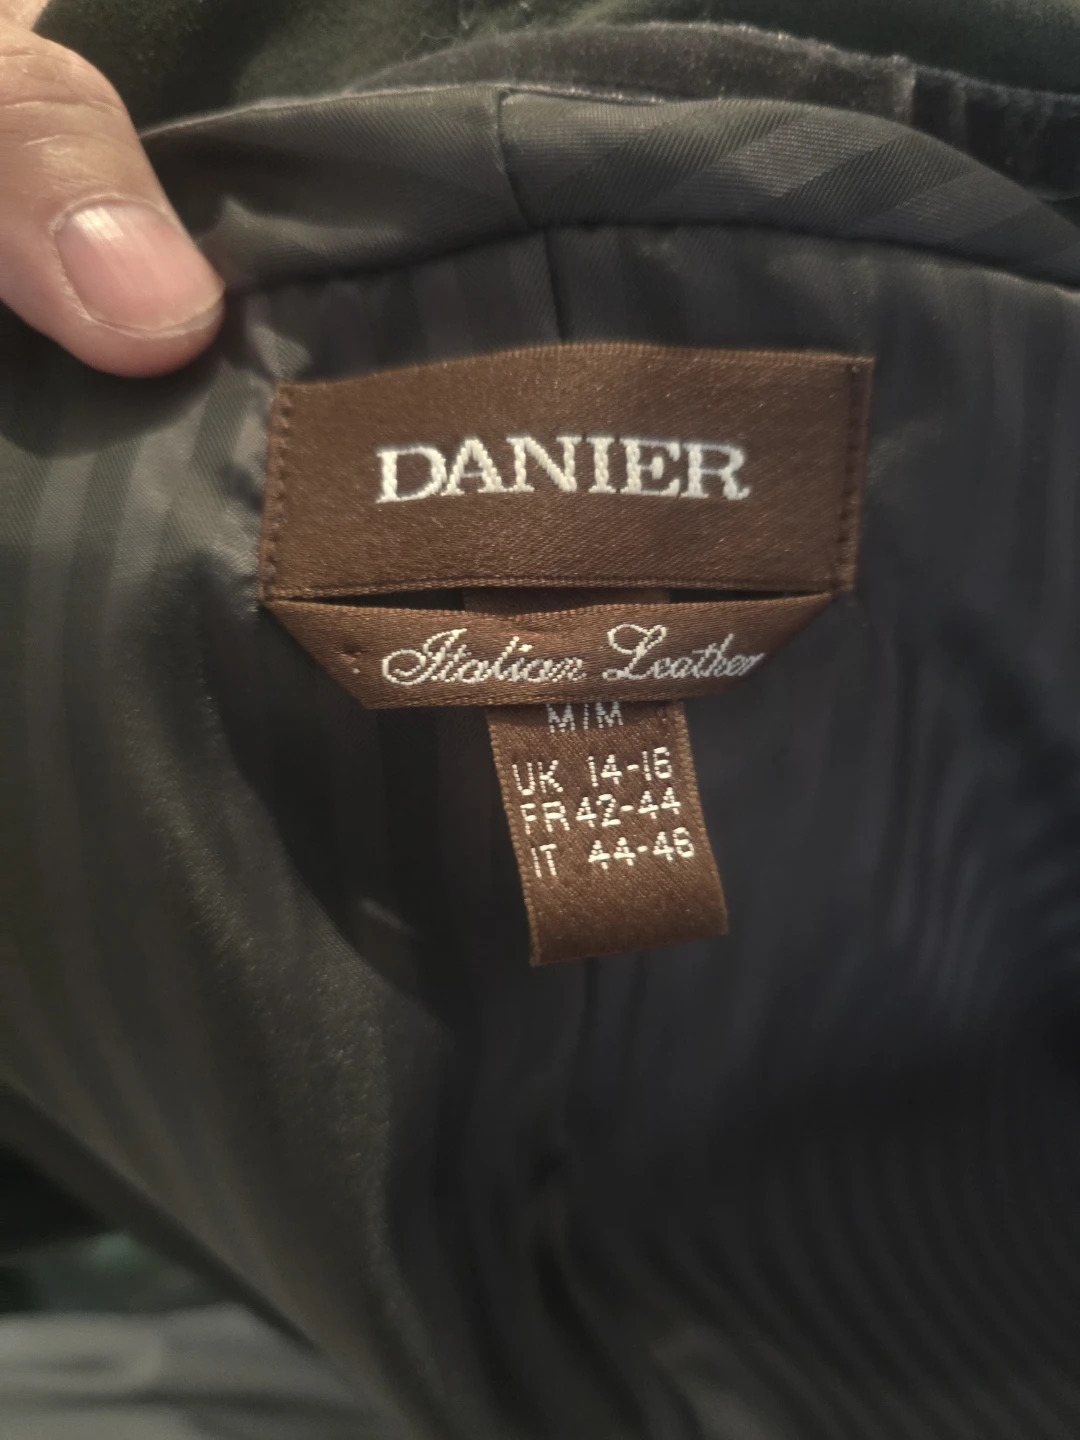 DANIER
Italian Leather
M/M
UK 14-16
FR 42-44
IT 44-46